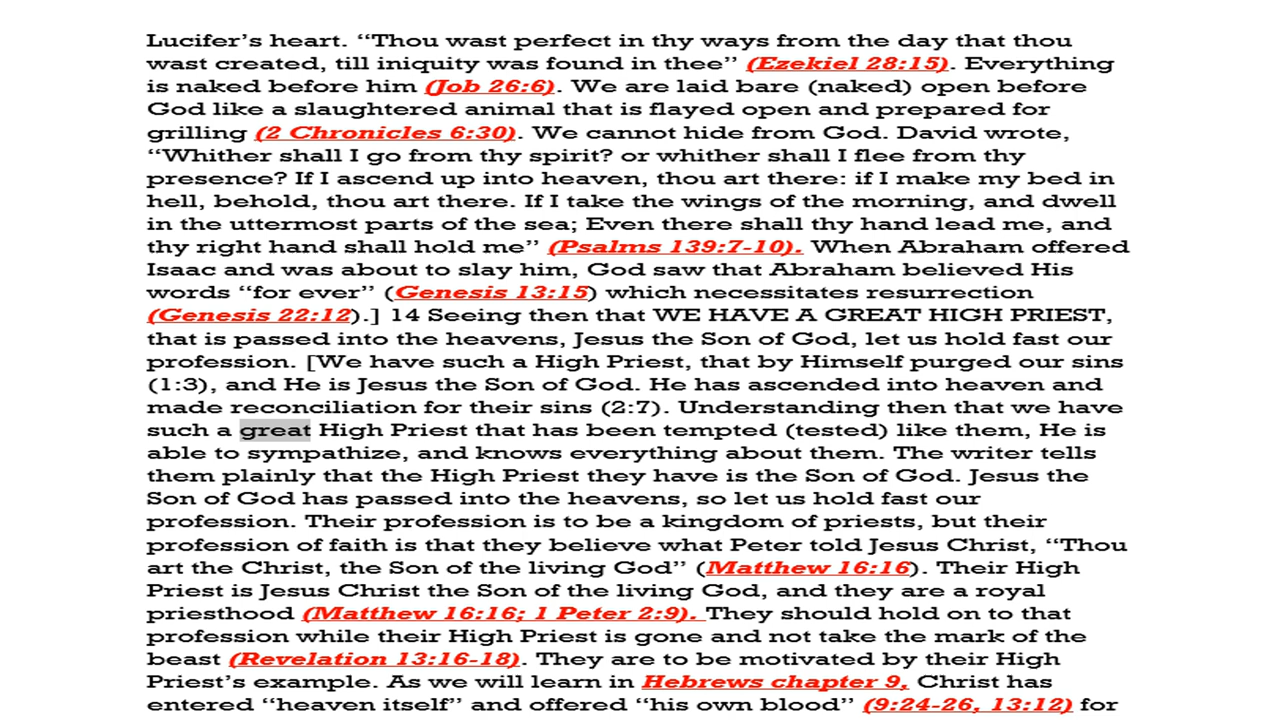 Lucifer’s heart. “Thou wast perfect in thy ways from the day that thou
wast created, till iniquity was found in thee” (Ezekiel 28:15). Everything
is naked before him (Job 26:6). We are laid bare (naked) open before
God like a slaughtered animal that is flayed open and prepared for
grilling (2 Chronicles 6:30). We cannot hide from God. David wrote,
“Whither shall I go from thy spirit? or whither shall I flee from thy
presence? If I ascend up into heaven, thou art there: if I make my bed in
hell, behold, thou art there. If I take the wings of the morning, and dwell
in the uttermost parts of the sea; Even there shall thy hand lead me, and
thy right hand shall hold me” (Psalms 139:7-10). When Abraham offered
Isaac and was about to slay him, God saw that Abraham believed His
words “for ever” (Genesis 13:15) which necessitates resurrection
(Genesis 22:12).] 14 Seeing then that WE HAVE A GREAT HIGH PRIEST,
that is passed into the heavens, Jesus the Son of God, let us hold fast our
profession. [We have such a High Priest, that by Himself purged our sins
(1:3), and He is Jesus the Son of God. He has ascended into heaven and
made reconciliation for their sins (2:7). Understanding then that we have
such a great High Priest that has been tempted (tested) like them, He is
able to sympathize, and knows everything about them. The writer tells
them plainly that the High Priest they have is the Son of God. Jesus the
Son of God has passed into the heavens, so let us hold fast our
profession. Their profession is to be a kingdom of priests, but their
profession of faith is that they believe what Peter told Jesus Christ, “Thou
art the Christ, the Son of the living God” (Matthew 16:16). Their High
Priest is Jesus Christ the Son of the living God, and they are a royal
priesthood (Matthew 16:16; 1 Peter 2:9). They should hold on to that
profession while their High Priest is gone and not take the mark of the
beast (Revelation 13:16-18). They are to be motivated by their High
Priest’s example. As we will learn in Hebrews chapter 9, Christ has
entered “heaven itself” and offered “his own blood” (9:24-26, 13:12) for